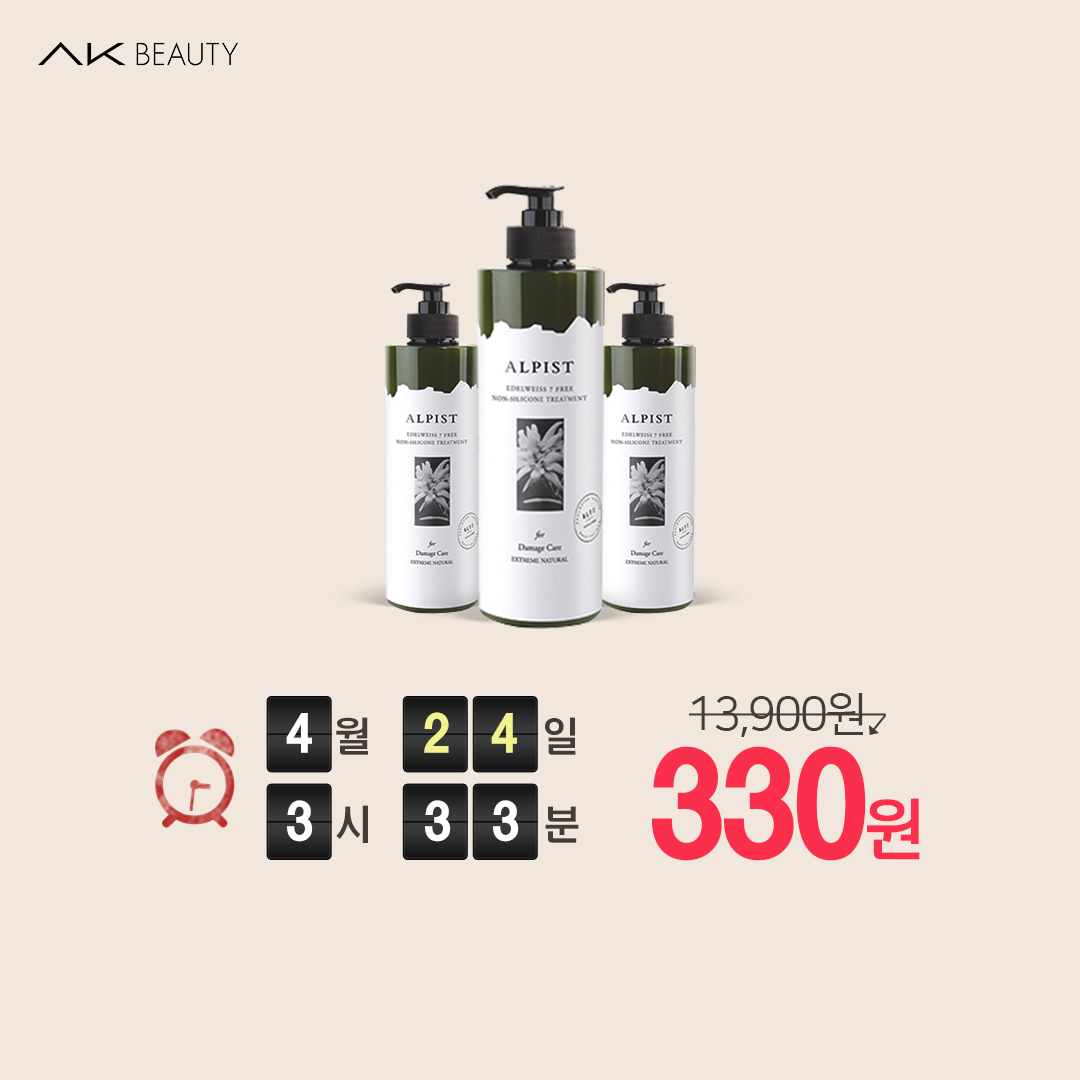 AK BEAUTY
ALPIST
EDELWEISS 7 FREE
NON-SILICONE TREATMENT
for
Damage Care
EXTREME NATURAL
ALPIST
EDELWEISS 7 FREE
NON-SILICONE TREATMENT
for
Damage Care
EXTREME NATURAL
ALPIST
EDELWEISS 7 FREE
NON-SILICONE TREATMENT
for
Damage Care
EXTREME NATURAL
4월 24일
3시 33분
13,900원
330원